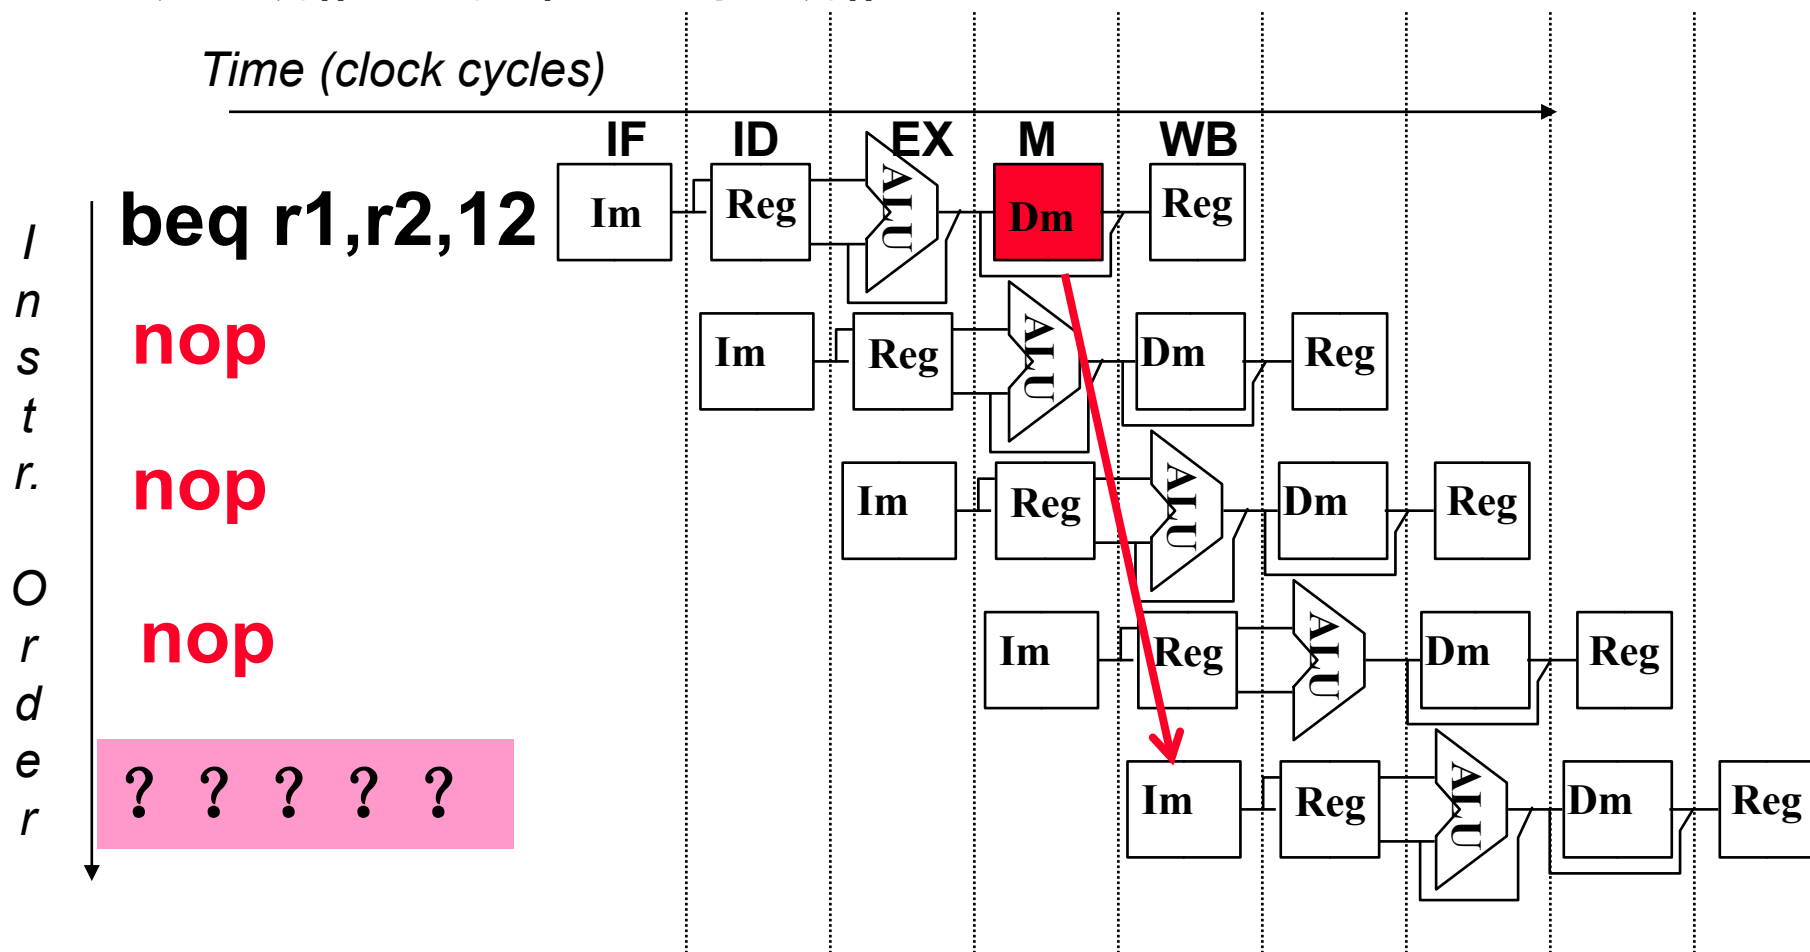 Time (clock cycles)
IF ID EX M WB
Instr. Order
beq r1,r2,12 Im Reg ALU Dm Reg
nop Im Reg ALU Dm Reg
nop Im Reg ALU Dm Reg
nop Im Reg ALU Dm Reg
? ? ? ? ? Im Reg ALU Dm Reg